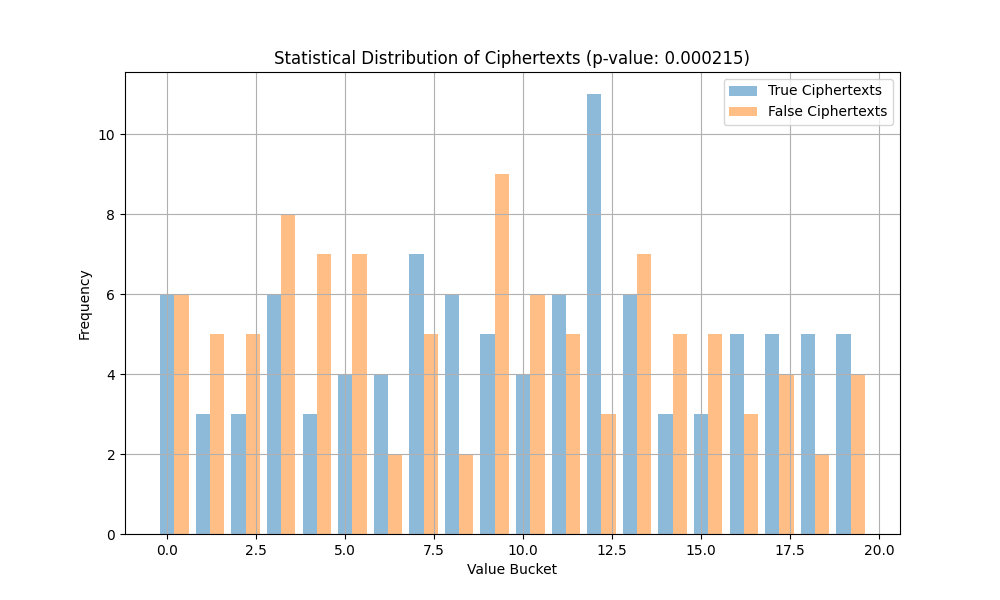 Statistical Distribution of Ciphertexts (p-value: 0.000215)
True Ciphertexts
False Ciphertexts
Frequency
10
8
6
4
2
0
0.0 2.5 5.0 7.5 10.0 12.5 15.0 17.5 20.0
Value Bucket